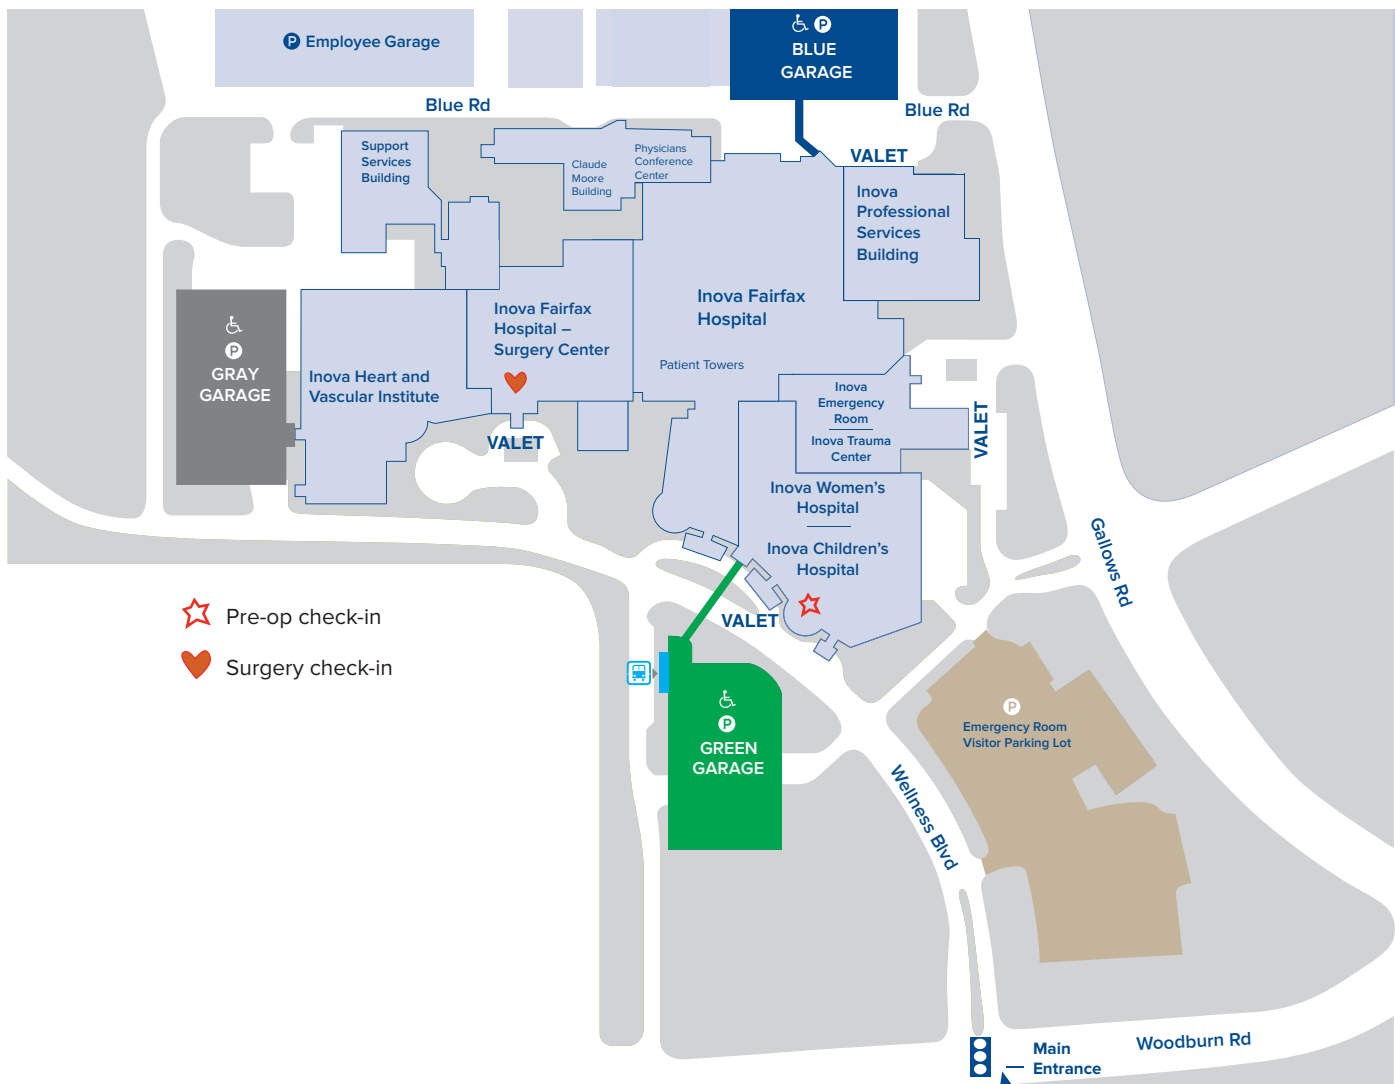 P Employee Garage
P
BLUE
GARAGE
Blue Rd
Blue Rd
VALET
Support
Services
Building
Claude
Moore
Building
Physicians
Conference
Center
Inova
Professional
Services
Building
Inova Fairfax
Hospital
Patient Towers
Inova Fairfax
Hospital –
Surgery Center
VALET
P
GRAY
GARAGE
Inova Heart and
Vascular Institute
Inova
Emergency
Room
Inova Trauma
Center
VALET
Inova Women's
Hospital
Inova Children's
Hospital
VALET
Gallows Rd
Pre-op check-in
Surgery check-in
P
GREEN
GARAGE
P
Emergency Room
Visitor Parking Lot
Wellness Blvd
Main
Entrance
Woodburn Rd